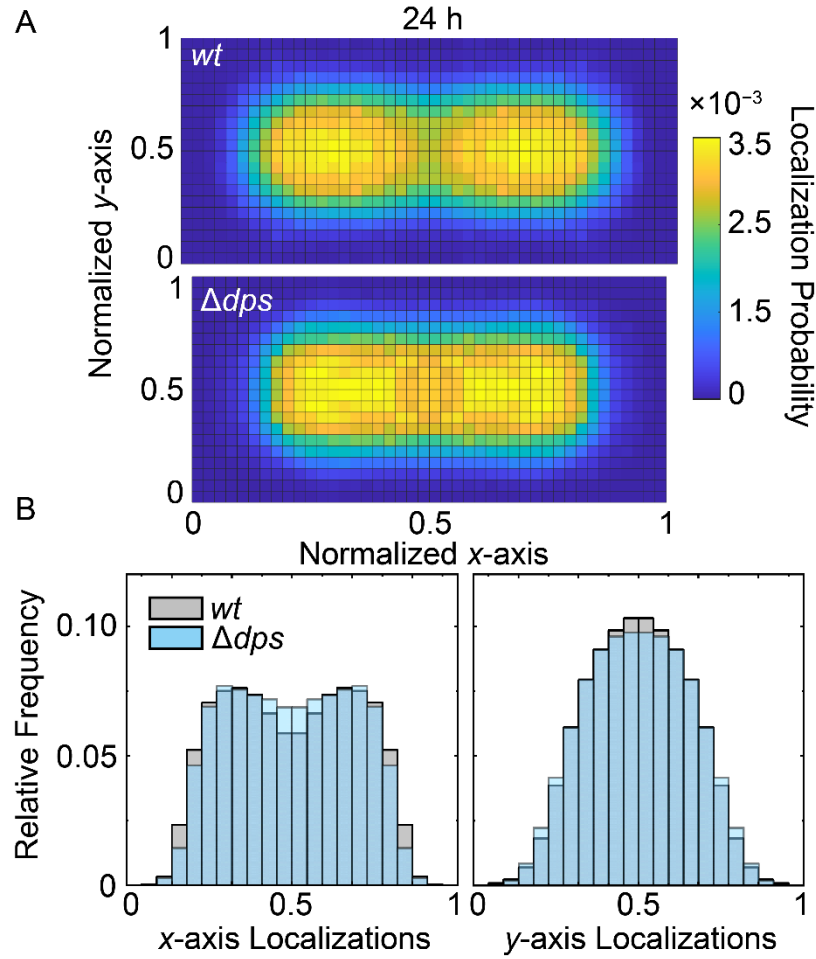 A
24 h
wt
1
0.5
0
Normalized y-axis
×10⁻³
3.5
2.5
1.5
0
Localization Probability
Δdps
1
0.5
0
0 0.5 1
Normalized x-axis
B
wt
Δdps
0.10
0.05
0
Relative Frequency
0 0.5 1
x-axis Localizations
0 0.5 1
y-axis Localizations